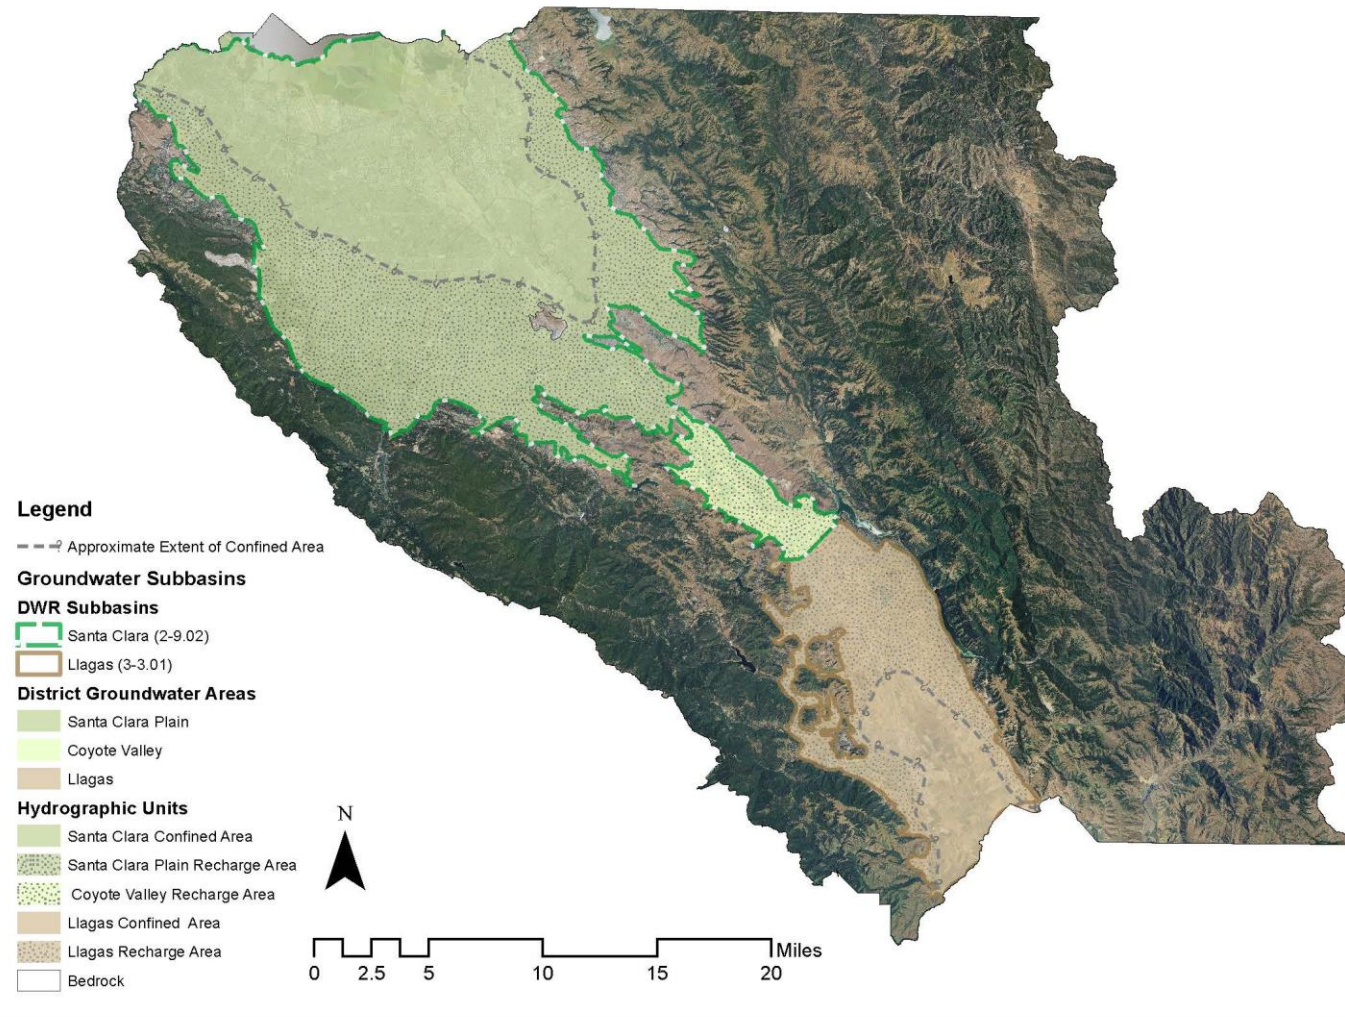 Legend
Approximate Extent of Confined Area
Groundwater Subbasins
DWR Subbasins
Santa Clara (2-9.02)
Llagas (3-3.01)
District Groundwater Areas
Santa Clara Plain
Coyote Valley
Llagas
Hydrographic Units
Santa Clara Confined Area
Santa Clara Plain Recharge Area
Coyote Valley Recharge Area
Llagas Confined Area
Llagas Recharge Area
Bedrock
N
Miles
0 2.5 5 10 15 20